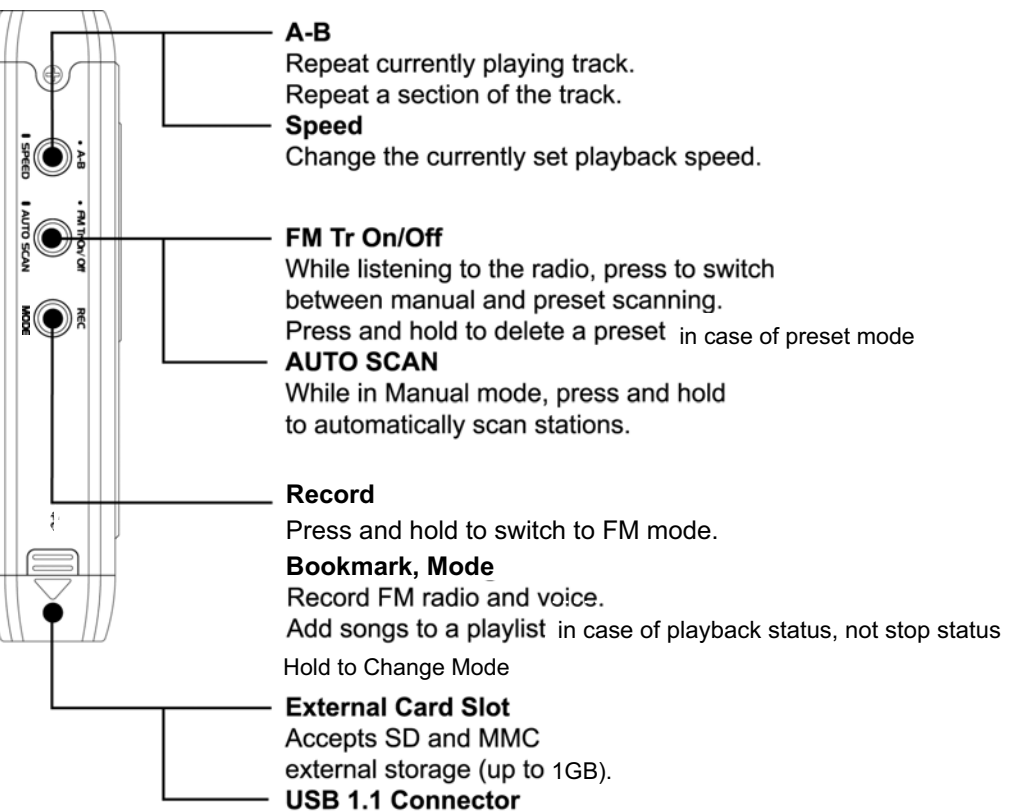 A-B
Repeat currently playing track.
Repeat a section of the track.
Speed
Change the currently set playback speed.
• A-B
SPEED
FM Tr On/Off
While listening to the radio, press to switch
between manual and preset scanning.
Press and hold to delete a preset in case of preset mode
AUTO SCAN
While in Manual mode, press and hold
to automatically scan stations.
• FM Tr On/Off
AUTO SCAN
REC
MODE
Record
Press and hold to switch to FM mode.
Bookmark, Mode
Record FM radio and voice.
Add songs to a playlist in case of playback status, not stop status
Hold to Change Mode
External Card Slot
Accepts SD and MMC
external storage (up to 1GB).
USB 1.1 Connector